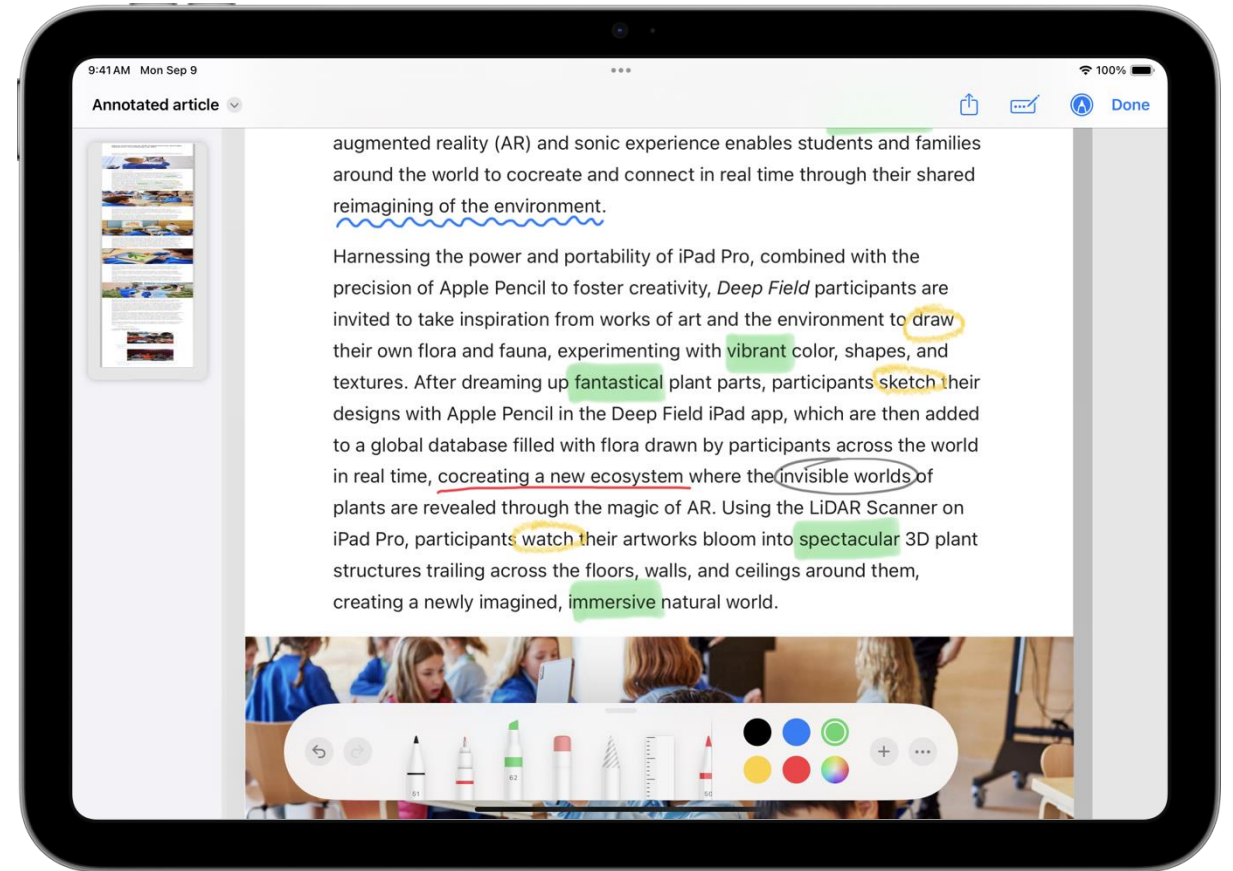 9:41 AM Mon Sep 9
100%
Annotated article
Done
augmented reality (AR) and sonic experience enables students and families
around the world to cocreate and connect in real time through their shared
reimagining of the environment.
Harnessing the power and portability of iPad Pro, combined with the
precision of Apple Pencil to foster creativity, Deep Field participants are
invited to take inspiration from works of art and the environment to draw
their own flora and fauna, experimenting with vibrant color, shapes, and
textures. After dreaming up fantastical plant parts, participants sketch their
designs with Apple Pencil in the Deep Field iPad app, which are then added
to a global database filled with flora drawn by participants across the world
in real time, cocreating a new ecosystem where the invisible worlds of
plants are revealed through the magic of AR. Using the LiDAR Scanner on
iPad Pro, participants watch their artworks bloom into spectacular 3D plant
structures trailing across the floors, walls, and ceilings around them,
creating a newly imagined, immersive natural world.
51
62
50